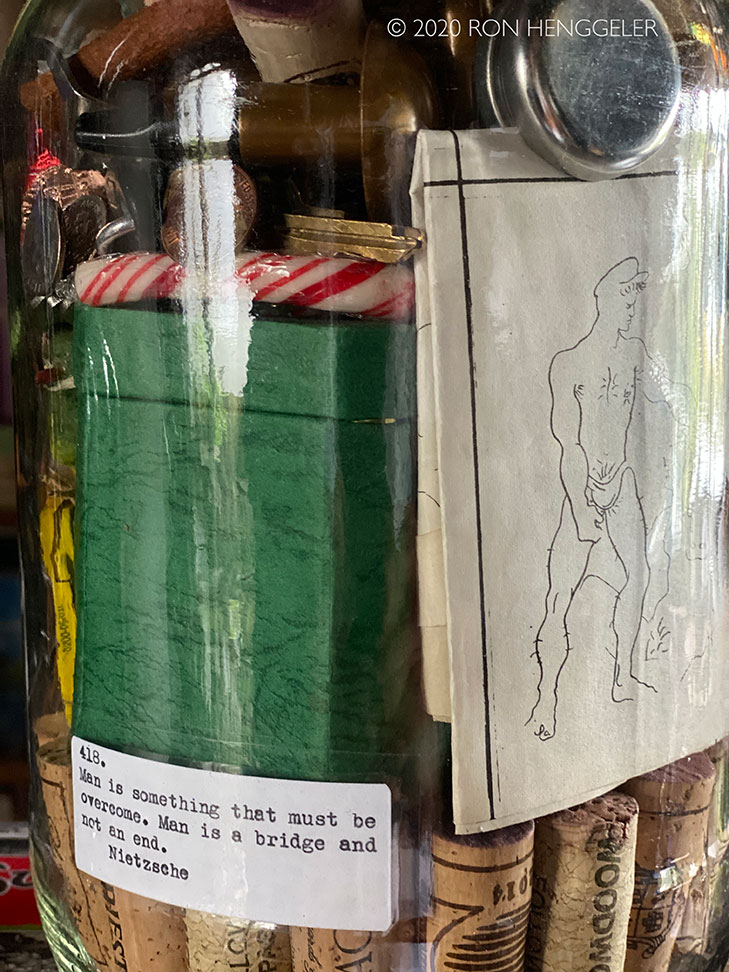 © 2020 RON HENGGELER
418.
Man is something that must be
overcome. Man is a bridge and
not an end.
Nietzsche